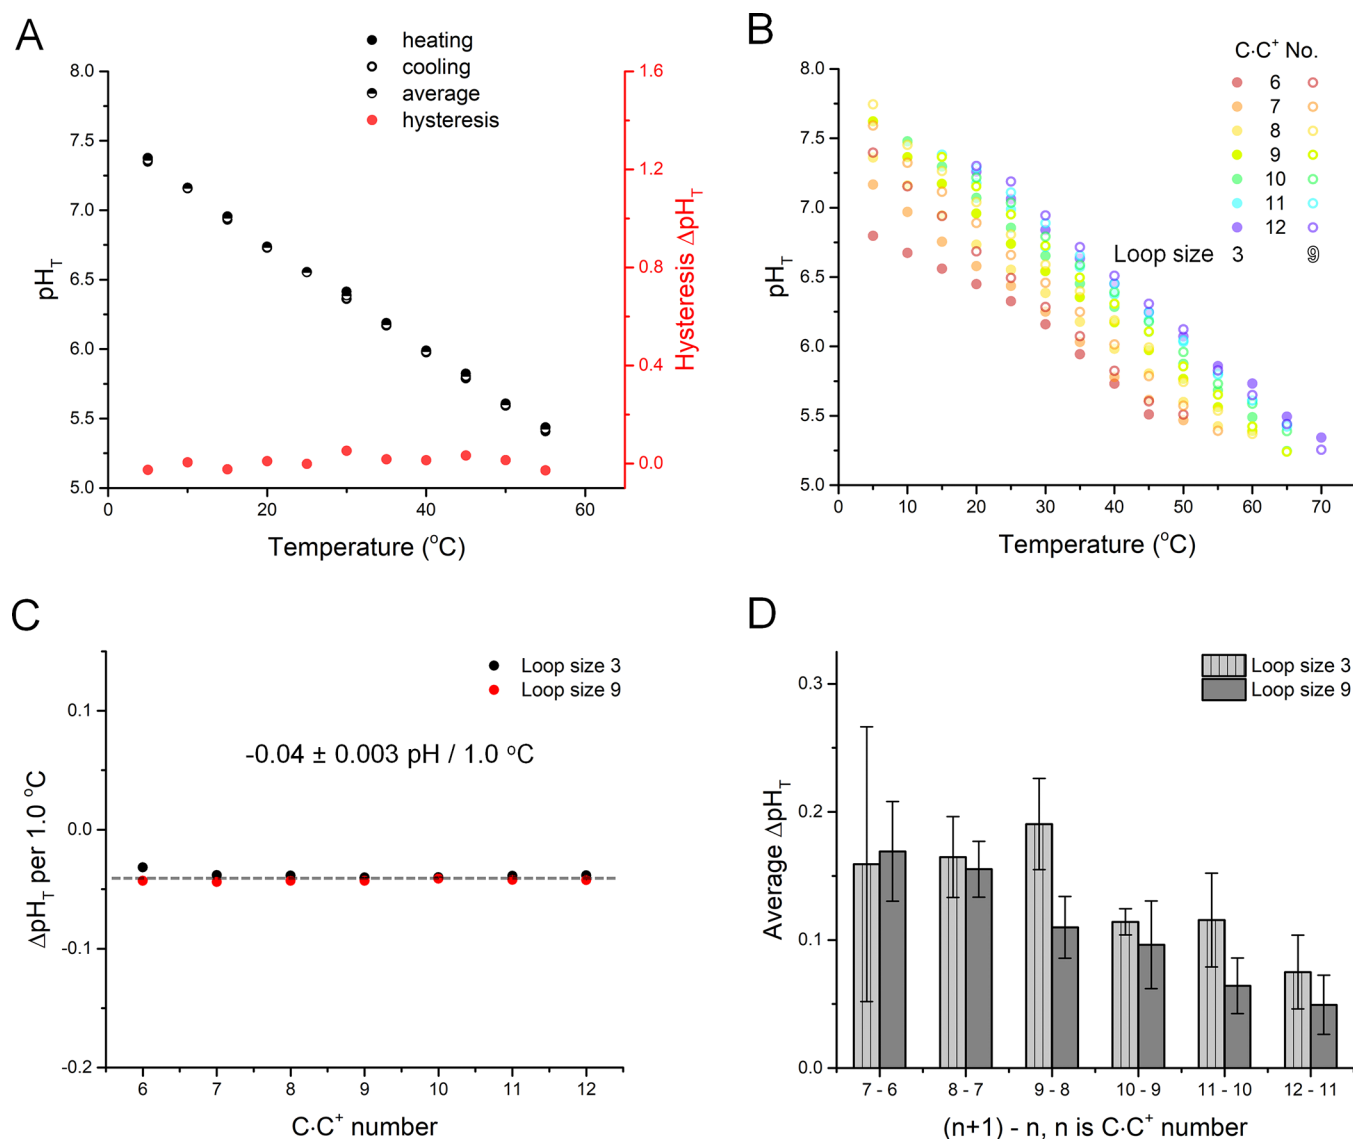 A
heating
cooling
average
hysteresis
8.0
7.5
7.0
6.5
6.0
5.5
5.0
pH_T
1.6
1.2
0.8
0.4
0.0
Hysteresis ΔpH_T
0 20 40 60
Temperature (°C)
B
C·C⁺ No.
6
7
8
9
10
11
12
Loop size 3 9
8.0
7.5
7.0
6.5
6.0
5.5
5.0
pH_T
0 10 20 30 40 50 60 70
Temperature (°C)
C
Loop size 3
Loop size 9
-0.04 ± 0.003 pH / 1.0 °C
0.1
0.0
-0.1
-0.2
ΔpH_T per 1.0 °C
6 7 8 9 10 11 12
C·C⁺ number
D
Loop size 3
Loop size 9
0.3
0.2
0.1
0.0
Average ΔpH_T
7 - 6 8 - 7 9 - 8 10 - 9 11 - 10 12 - 11
(n+1) - n, n is C·C⁺ number